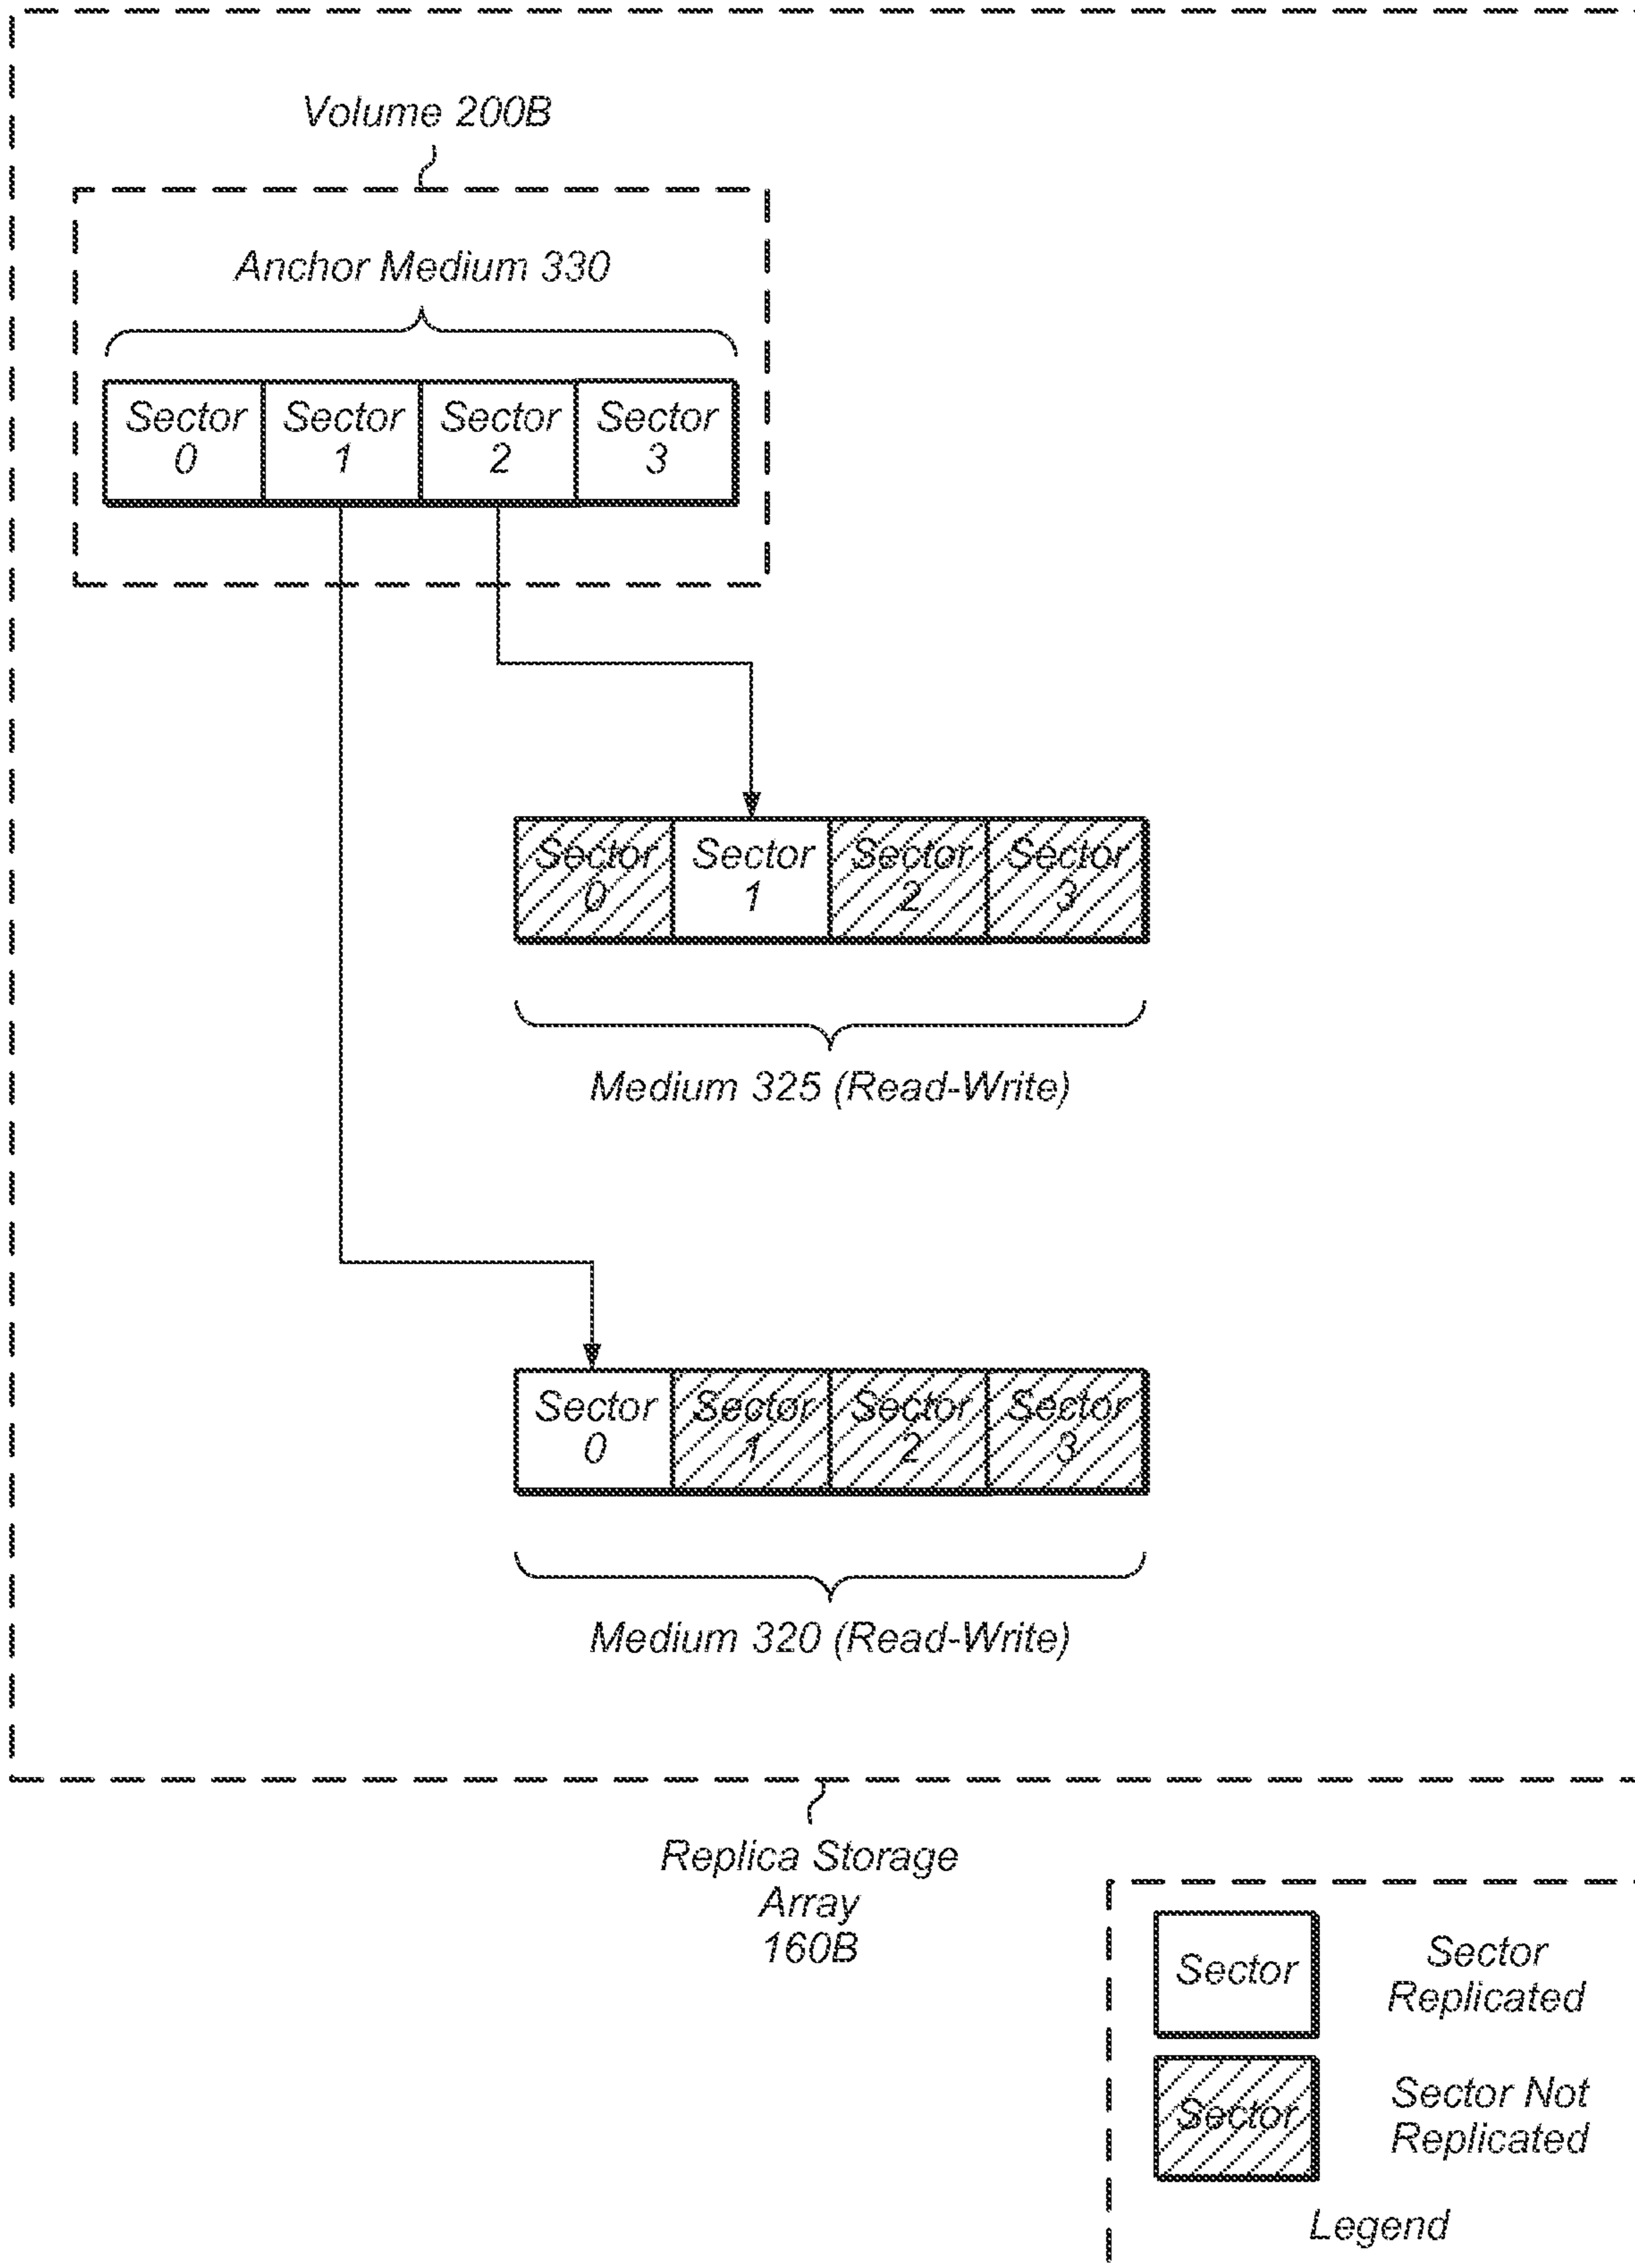 Volume 200B
Anchor Medium 330
Sector Sector Sector Sector
0 1 2 3
Sector Sector Sector Sector
0 1 2 3
Medium 325 (Read-Write)
Sector Sector Sector Sector
0 1 2 3
Medium 320 (Read-Write)
Replica Storage
Array
160B
Sector
Sector
Replicated
Sector
Sector Not
Replicated
Legend